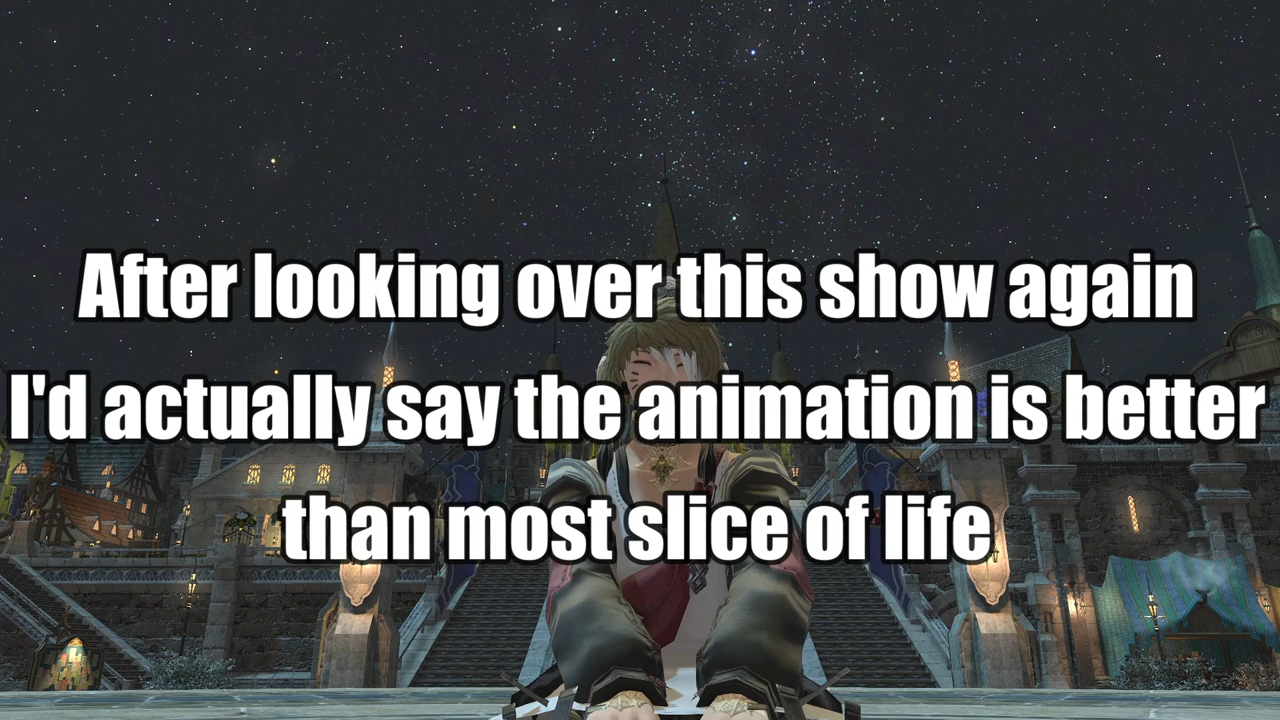 After looking over this show again
I'd actually say the animation is better
than most slice of life